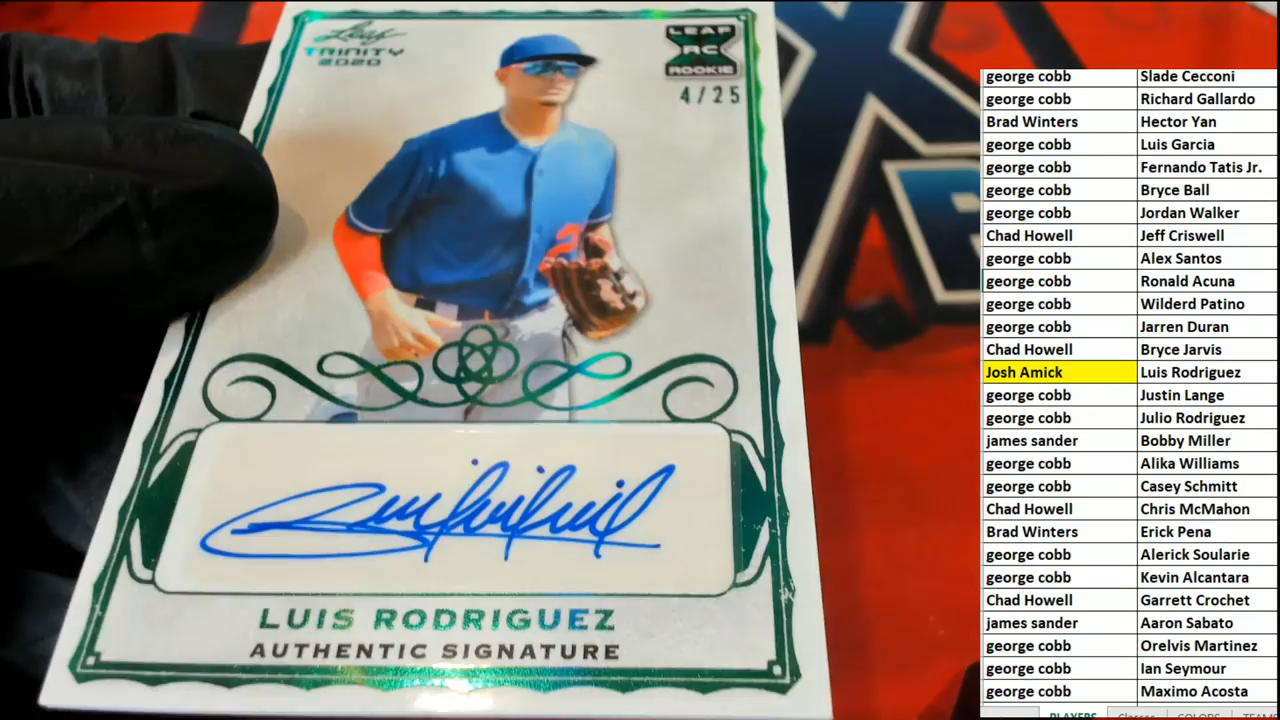 Leaf
TRINITY
2020
LEAF
RC
ROOKIE
4/25
LUIS RODRIGUEZ
AUTHENTIC SIGNATURE
george cobb Slade Cecconi
george cobb Richard Gallardo
Brad Winters Hector Yan
george cobb Luis Garcia
george cobb Fernando Tatis Jr.
george cobb Bryce Ball
george cobb Jordan Walker
Chad Howell Jeff Criswell
george cobb Alex Santos
george cobb Ronald Acuna
george cobb Wilderd Patino
george cobb Jarren Duran
Chad Howell Bryce Jarvis
Josh Amick Luis Rodriguez
george cobb Justin Lange
george cobb Julio Rodriguez
james sander Bobby Miller
george cobb Alika Williams
george cobb Casey Schmitt
Chad Howell Chris McMahon
Brad Winters Erick Pena
george cobb Alerick Soularie
george cobb Kevin Alcantara
Chad Howell Garrett Crochet
james sander Aaron Sabato
george cobb Orelvis Martinez
george cobb Ian Seymour
george cobb Maximo Acosta
PLAYERS Classes COLORS TEAMS